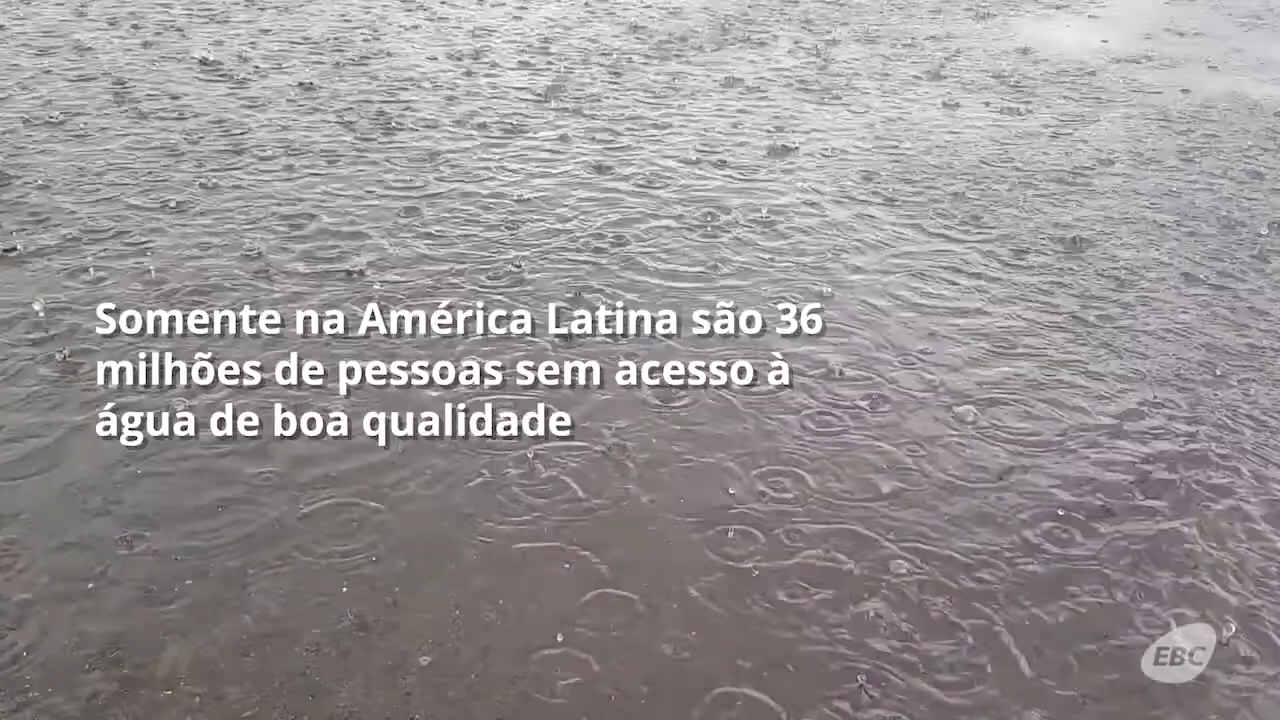 Somente na América Latina são 36
milhões de pessoas sem acesso à
água de boa qualidade
EBC